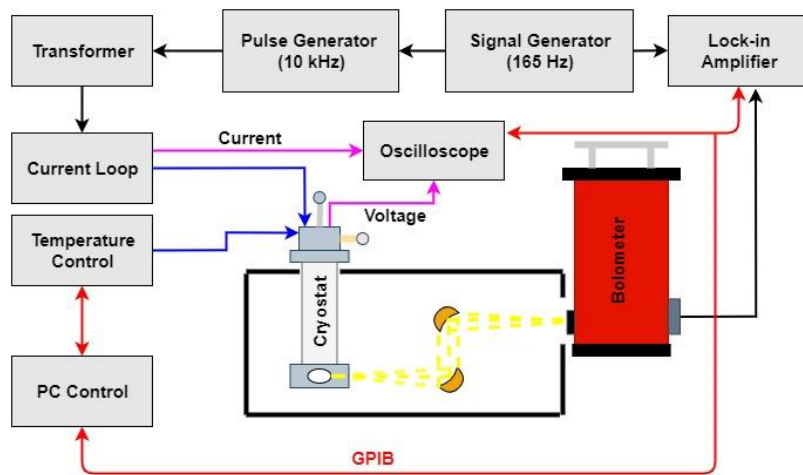 Transformer
Pulse Generator
(10 kHz)
Signal Generator
(165 Hz)
Lock-in
Amplifier
Current Loop
Current
Oscilloscope
Voltage
Temperature
Control
Cryostat
Bolometer
PC Control
GPIB